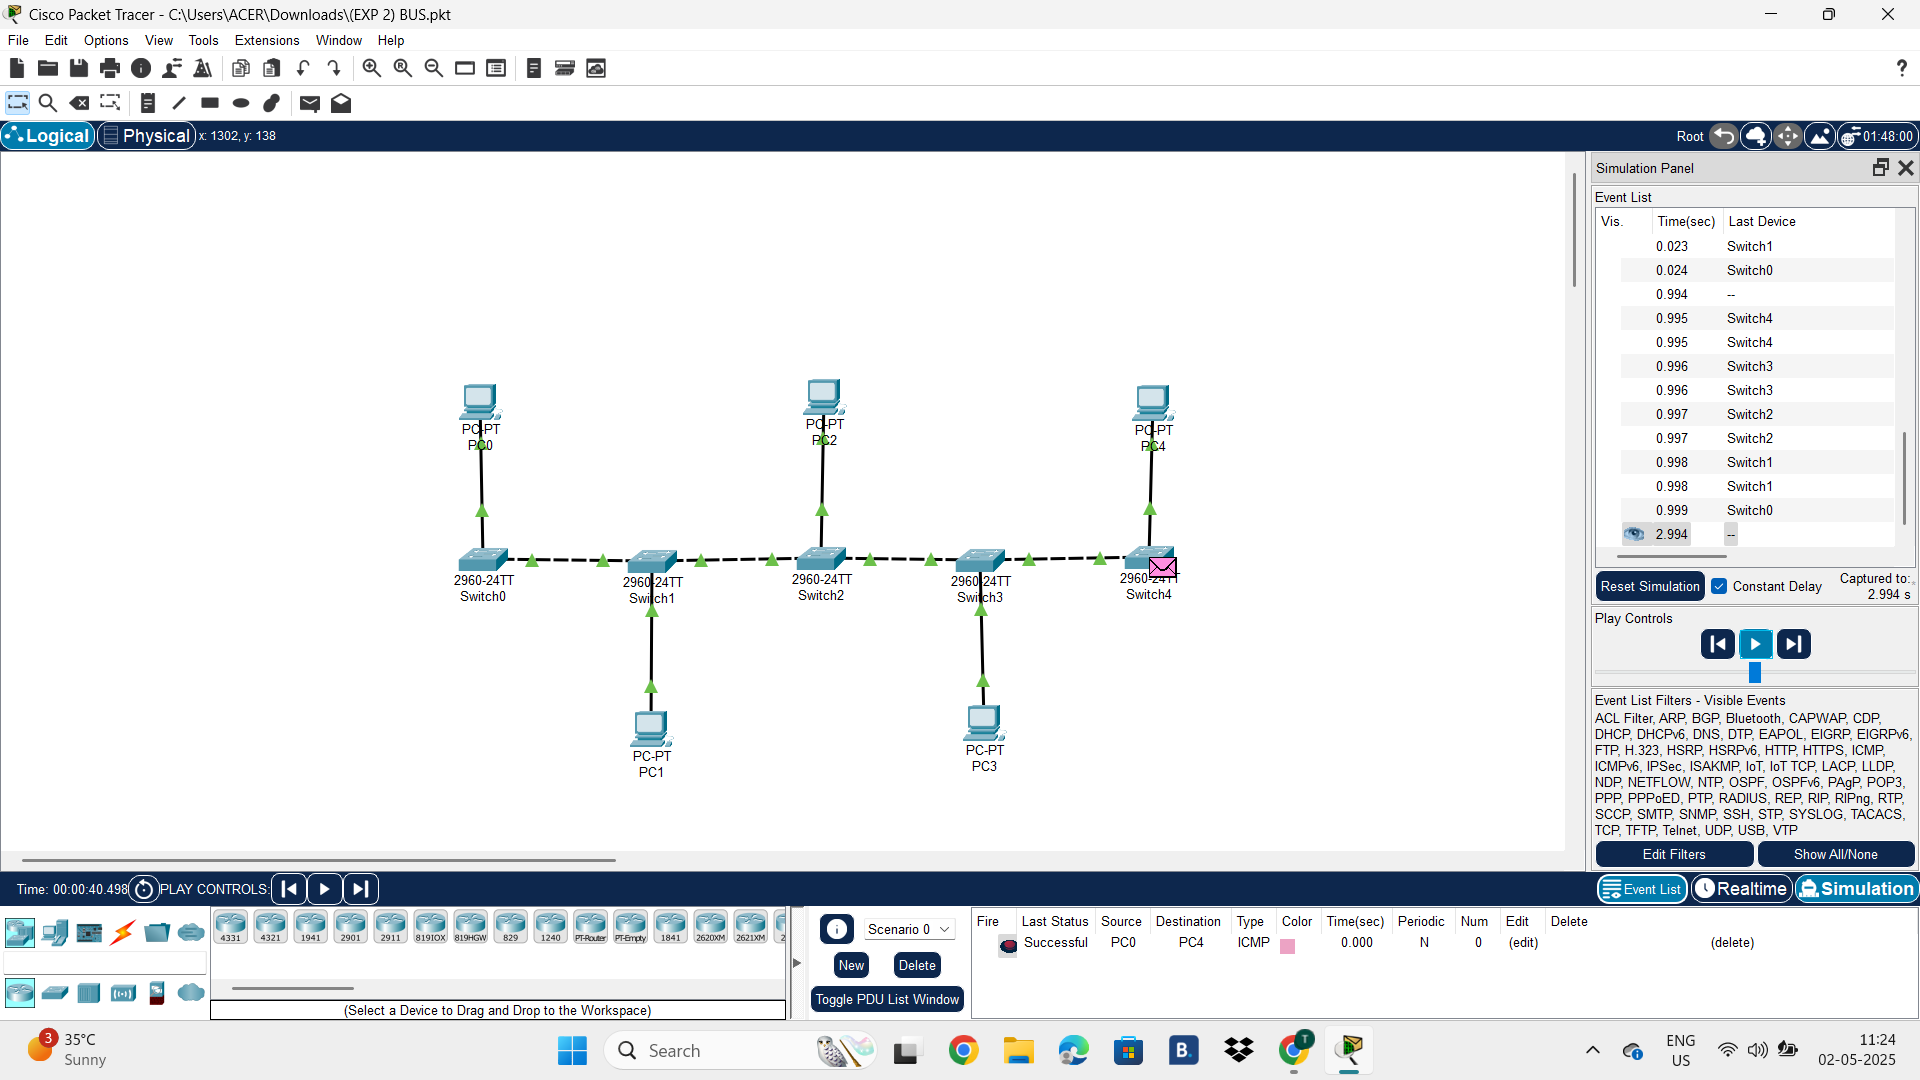 Cisco Packet Tracer - C:\Users\ACER\Downloads\(EXP 2) BUS.pkt
File Edit Options View Tools Extensions Window Help
?
Logical Physical x: 1302, y: 138 Root 01:48:00
Simulation Panel
Event List
Vis. Time(sec) Last Device
0.023 Switch1
0.024 Switch0
0.994 --
0.995 Switch4
0.995 Switch4
0.996 Switch3
0.996 Switch3
0.997 Switch2
0.997 Switch2
0.998 Switch1
0.998 Switch1
0.999 Switch0
2.994 --
Reset Simulation Constant Delay Captured to:
2.994 s
Play Controls
Event List Filters - Visible Events
ACL Filter, ARP, BGP, Bluetooth, CAPWAP, CDP,
DHCP, DHCPv6, DNS, DTP, EAPOL, EIGRP, EIGRPv6,
FTP, H.323, HSRP, HSRPv6, HTTP, HTTPS, ICMP,
ICMPv6, IPSec, ISAKMP, IoT, IoT TCP, LACP, LLDP,
NDP, NETFLOW, NTP, OSPF, OSPFv6, PAgP, POP3,
PPP, PPPoED, PTP, RADIUS, REP, RIP, RIPng, RTP,
SCCP, SMTP, SNMP, SSH, STP, SYSLOG, TACACS,
TCP, TFTP, Telnet, UDP, USB, VTP
Edit Filters Show All/None
PC-PT
PC0
PC-PT
PC2
PC-PT
PC4
2960-24TT
Switch0
2960-24TT
Switch1
2960-24TT
Switch2
2960-24TT
Switch3
2960-24TT
Switch4
PC-PT
PC1
PC-PT
PC3
Time: 00:00:40.498 PLAY CONTROLS: Event List Realtime Simulation
4331 4321 1941 2901 2911 819IOX 819HGW 829 1240 PT-Router PT-Empty 1841 2620XM 2621XM 2
(Select a Device to Drag and Drop to the Workspace)
Scenario 0
New Delete
Toggle PDU List Window
Fire Last Status Source Destination Type Color Time(sec) Periodic Num Edit Delete
Successful PC0 PC4 ICMP 0.000 N 0 (edit) (delete)
3 35°C
Sunny
Search
B.
T
ENG
US
11:24
02-05-2025